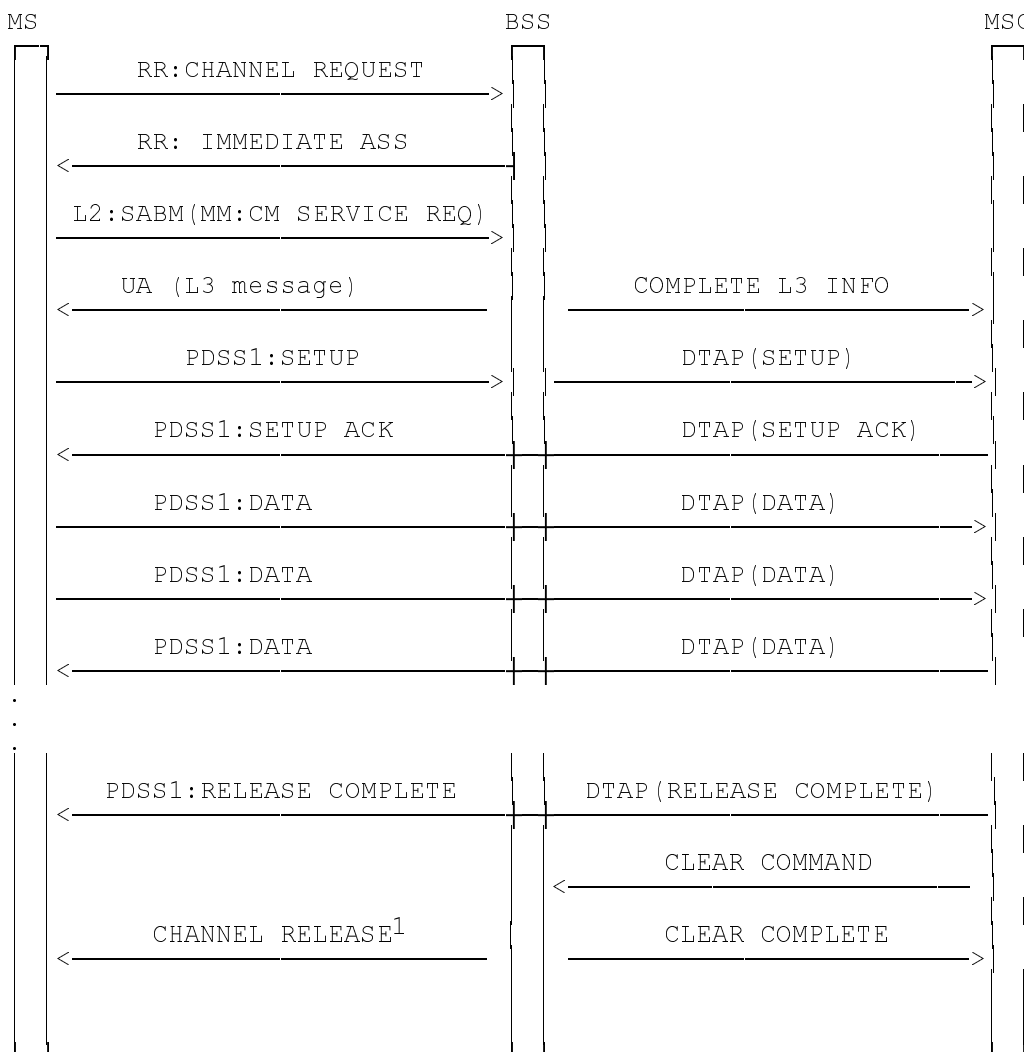 MS BSS MSC
RR:CHANNEL REQUEST
RR: IMMEDIATE ASS
L2:SABM(MM:CM SERVICE REQ)
UA (L3 message) COMPLETE L3 INFO
PDSS1:SETUP DTAP(SETUP)
PDSS1:SETUP ACK DTAP(SETUP ACK)
PDSS1:DATA DTAP(DATA)
PDSS1:DATA DTAP(DATA)
PDSS1:DATA DTAP(DATA)
.
.
.
PDSS1:RELEASE COMPLETE DTAP(RELEASE COMPLETE)
CLEAR COMMAND
CHANNEL RELEASE1 CLEAR COMPLETE